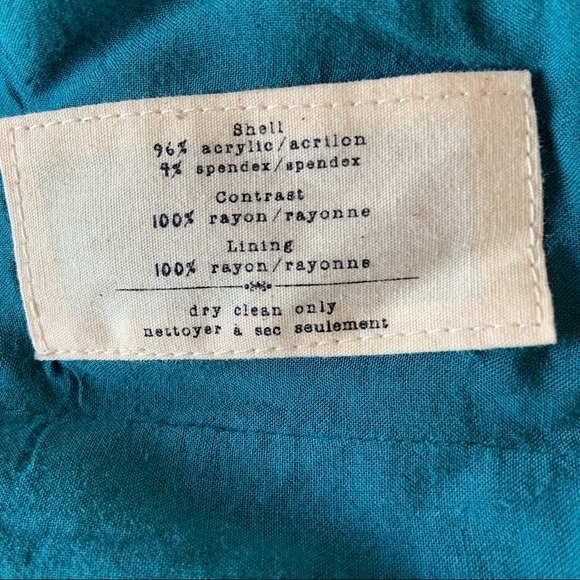 Shell
96% acrylic/acrilon
4% spendex/spendex
Contrast
100% rayon/rayonne
Lining
100% rayon/rayonne
dry clean only
nettoyer à sec seulement